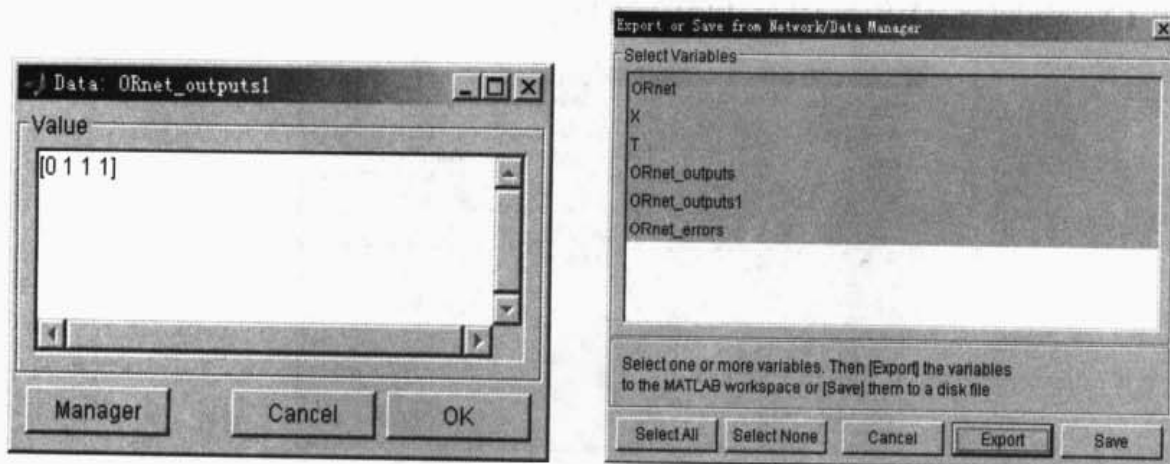 Data: ORnet_outputs1
Value
[0 1 1 1]
Manager
Cancel
OK
Export or Save from Network/Data Manager
Select Variables
ORnet
X
T
ORnet_outputs
ORnet_outputs1
ORnet_errors
Select one or more variables. Then [Export] the variables
to the MATLAB workspace or [Save] them to a disk file
Select All
Select None
Cancel
Export
Save